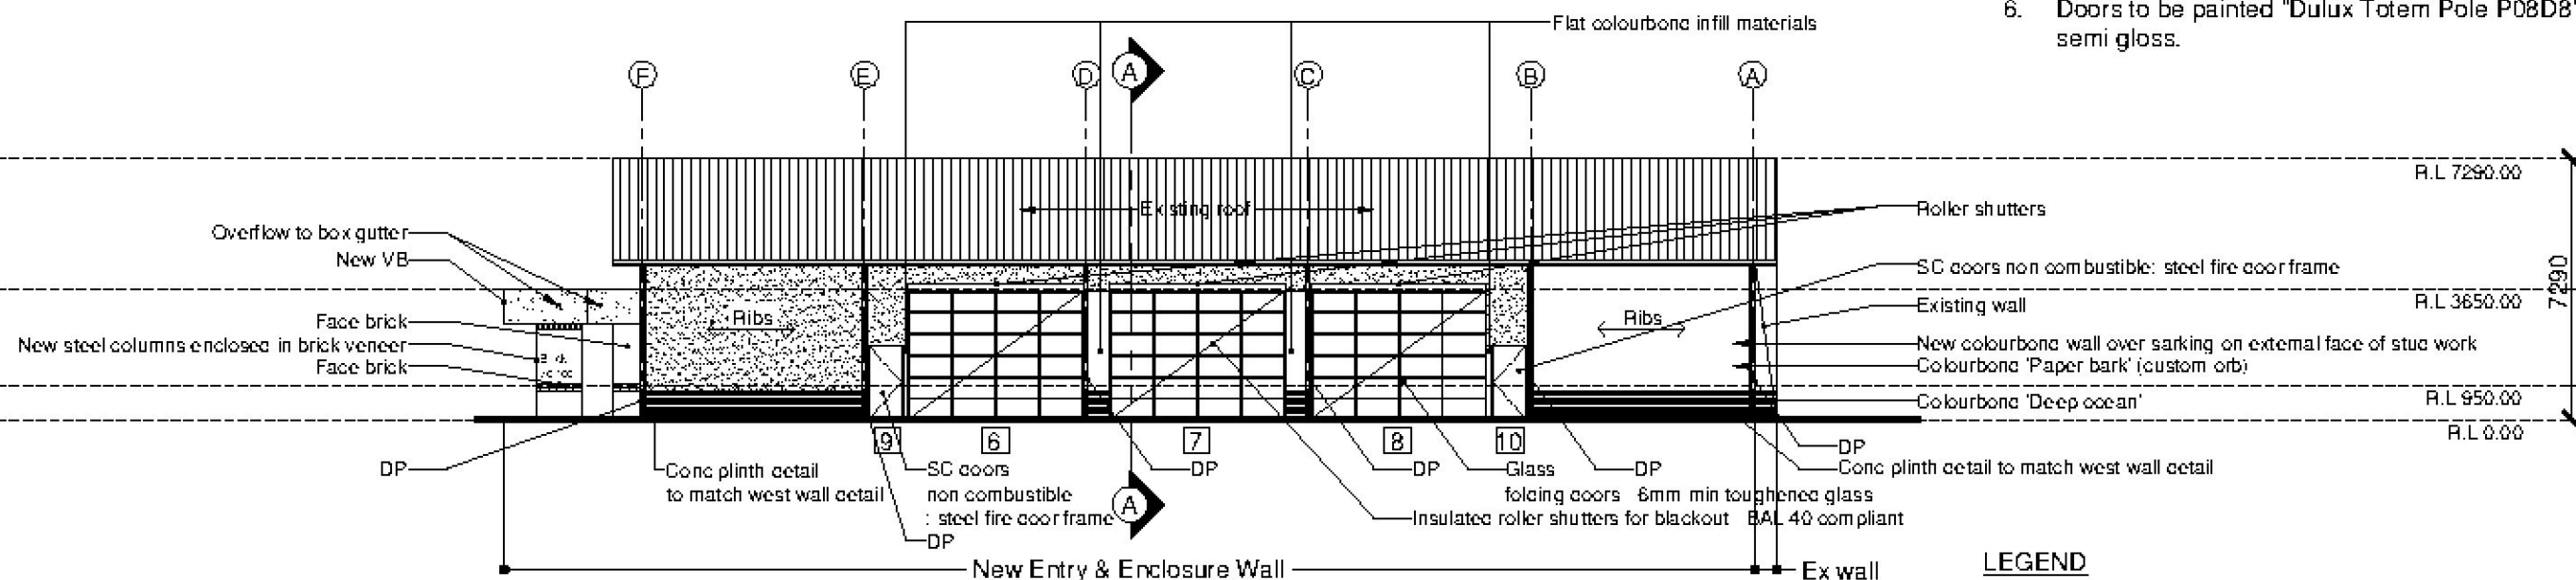 6. Doors to be painted "Dulux Totem Pole P08D8"
semi gloss.
Flat colourbond infill materials
F
E
D
A
C
B
A
R.L 7290.00
Existing roof
Roller shutters
Overflow to box gutter
New VB
SC doors non combustible: steel fire door frame
7290
R.L 3650.00
Existing wall
Face brick
Ribs
Ribs
New steel columns enclosed in brick veneer
New colourbond wall over sarking on external face of stud work
Face brick
Colourbond 'Paper bark' (custom orb)
Colourbond 'Deep ocean'
R.L 950.00
R.L 0.00
9
6
7
8
10
DP
Conc plinth detail
to match west wall detail
SC doors
non combustible
: steel fire door frame
DP
DP
DP
Glass
folding doors 6mm min toughened glass
DP
DP
Conc plinth detail to match west wall detail
A
Insulated roller shutters for blackout BAL 40 compliant
New Entry & Enclosure Wall
Ex wall
LEGEND